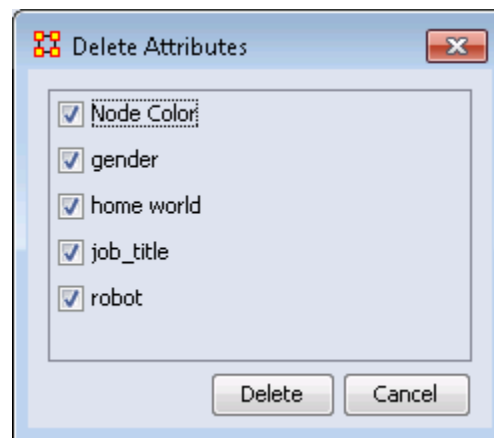 Delete Attributes
Node Color
gender
home world
job_title
robot
Delete Cancel